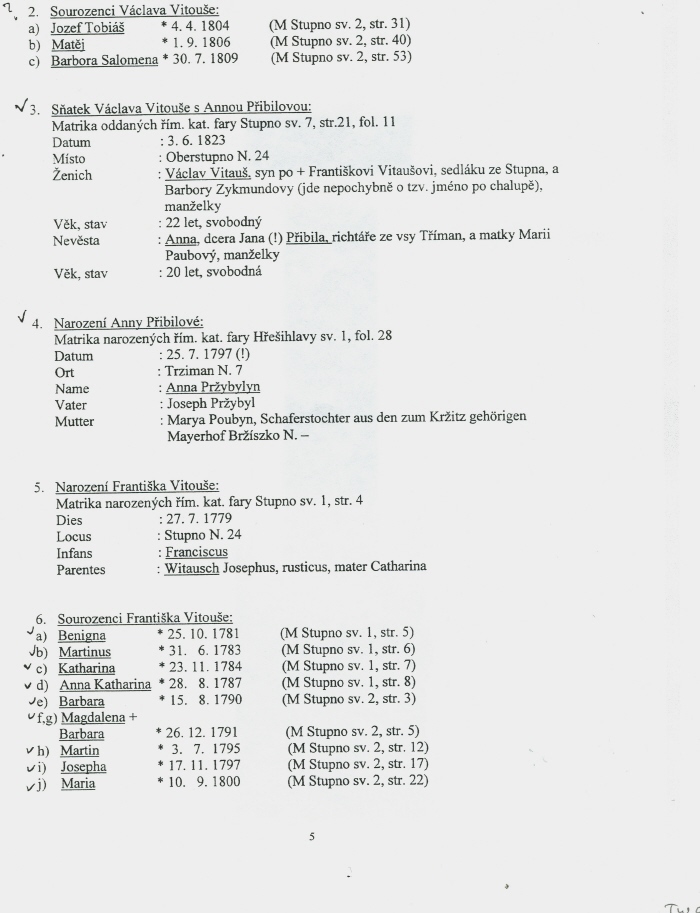 2. Sourozenci Václava Vitouše:
a) Jozef Tobiáš * 4. 4. 1804 (M Stupno sv. 2, str. 31)
b) Matěj * 1. 9. 1806 (M Stupno sv. 2, str. 40)
c) Barbora Salomena * 30. 7. 1809 (M Stupno sv. 2, str. 53)
3. Sňatek Václava Vitouše s Annou Přibilovou:
Matrika oddaných řím. kat. fary Stupno sv. 7, str.21, fol. 11
Datum : 3. 6. 1823
Místo : Oberstupno N. 24
Ženich : Václav Vitauš, syn po + Františkovi Vitaušovi, sedláku ze Stupna, a
Barbory Zykmundovy (jde nepochybně o tzv. jméno po chalupě),
manželky
Věk, stav : 22 let, svobodný
Nevěsta : Anna, dcera Jana (!) Přibila, richtáře ze vsy Tříman, a matky Marii
Paubový, manželky
Věk, stav : 20 let, svobodná
4. Narození Anny Přibilové:
Matrika narozených řím. kat. fary Hřešihlavy sv. 1, fol. 28
Datum : 25. 7. 1797 (!)
Ort : Trziman N. 7
Name : Anna Pržybylyn
Vater : Joseph Pržybyl
Mutter : Marya Poubyn, Schaferstochter aus den zum Kržitz gehörigen
Mayerhof Bržíszko N. –
5. Narození Františka Vitouše:
Matrika narozených řím. kat. fary Stupno sv. 1, str. 4
Dies : 27. 7. 1779
Locus : Stupno N. 24
Infans : Franciscus
Parentes : Witausch Josephus, rusticus, mater Catharina
6. Sourozenci Františka Vitouše:
a) Benigna * 25. 10. 1781 (M Stupno sv. 1, str. 5)
b) Martinus * 31. 6. 1783 (M Stupno sv. 1, str. 6)
c) Katharina * 23. 11. 1784 (M Stupno sv. 1, str. 7)
d) Anna Katharina * 28. 8. 1787 (M Stupno sv. 1, str. 8)
e) Barbara * 15. 8. 1790 (M Stupno sv. 2, str. 3)
f,g) Magdalena +
Barbara * 26. 12. 1791 (M Stupno sv. 2, str. 5)
h) Martin * 3. 7. 1795 (M Stupno sv. 2, str. 12)
i) Josepha * 17. 11. 1797 (M Stupno sv. 2, str. 17)
j) Maria * 10. 9. 1800 (M Stupno sv. 2, str. 22)
5